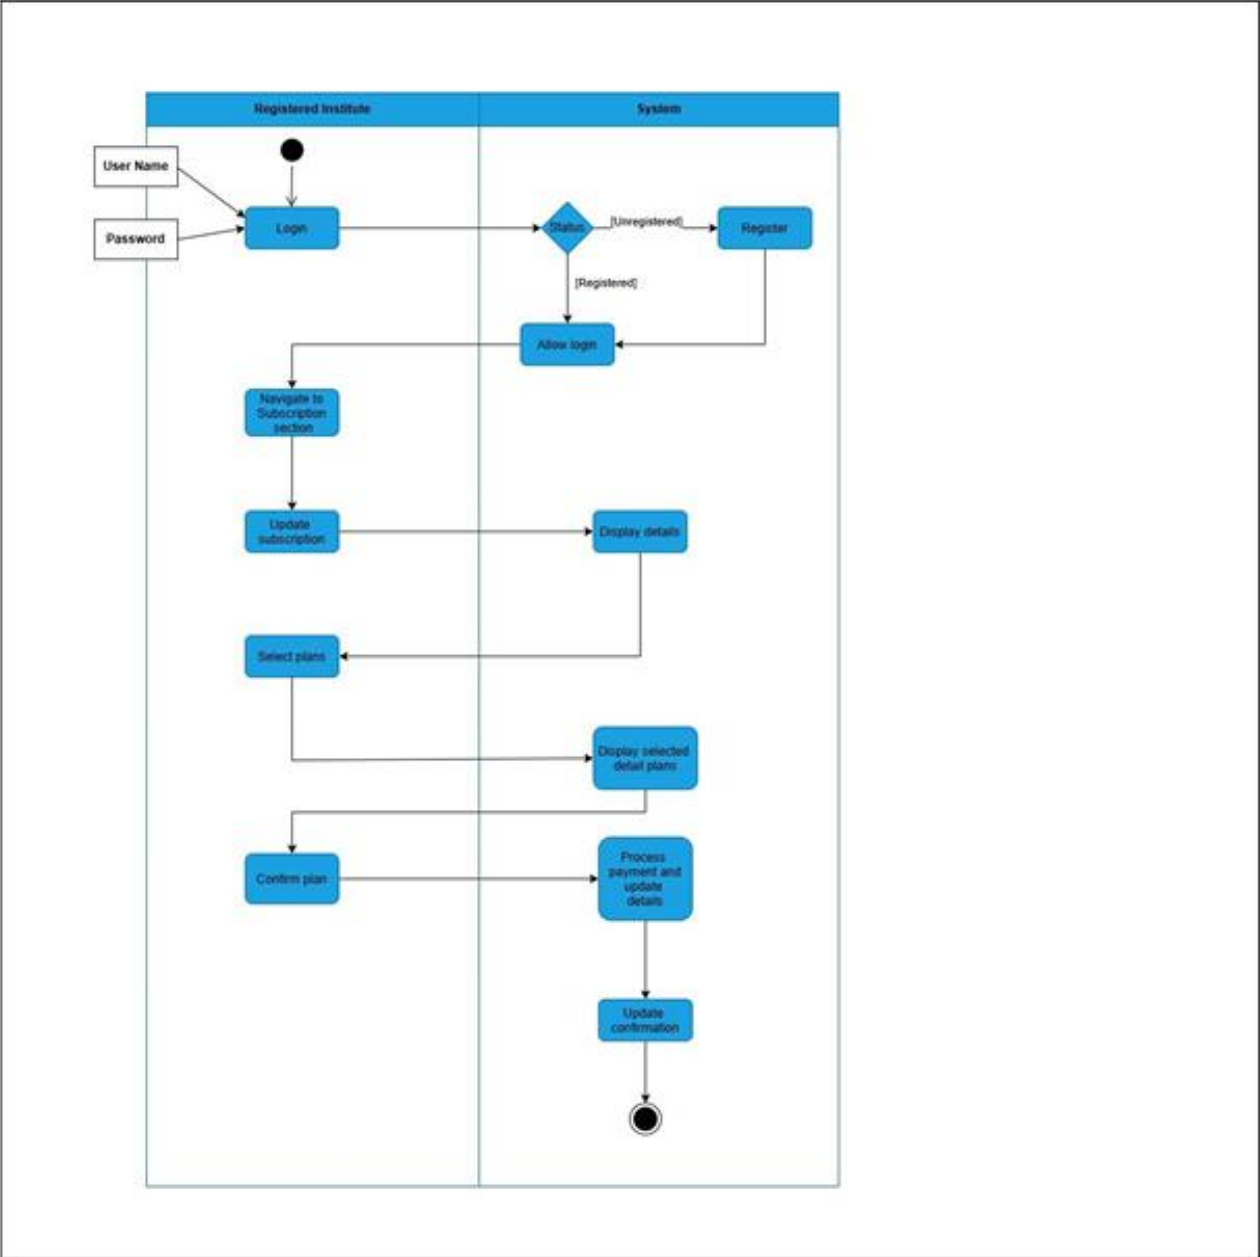 Registered Institute
System
User Name
Password
Login
Status
[Unregistered]
Register
[Registered]
Allow login
Navigate to
Subscription
section
Update
subscription
Display details
Select plans
Display selected
detail plans
Confirm plan
Process
payment and
update
details
Update
confirmation